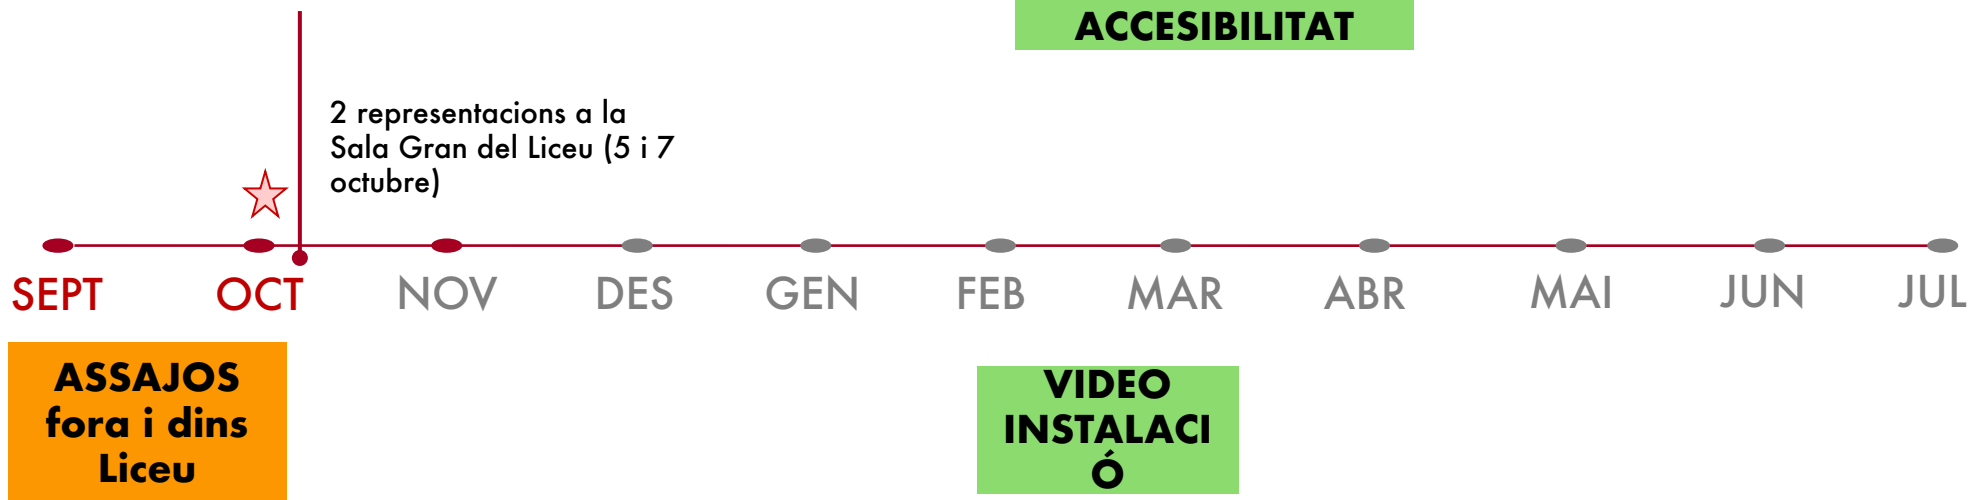 ACCESIBILITAT
2 representacions a la
Sala Gran del Liceu (5 i 7
octubre)
SEPT OCT NOV DES GEN FEB MAR ABR MAI JUN JUL
ASSAJOS
fora i dins
Liceu
VIDEO
INSTALACI
Ó